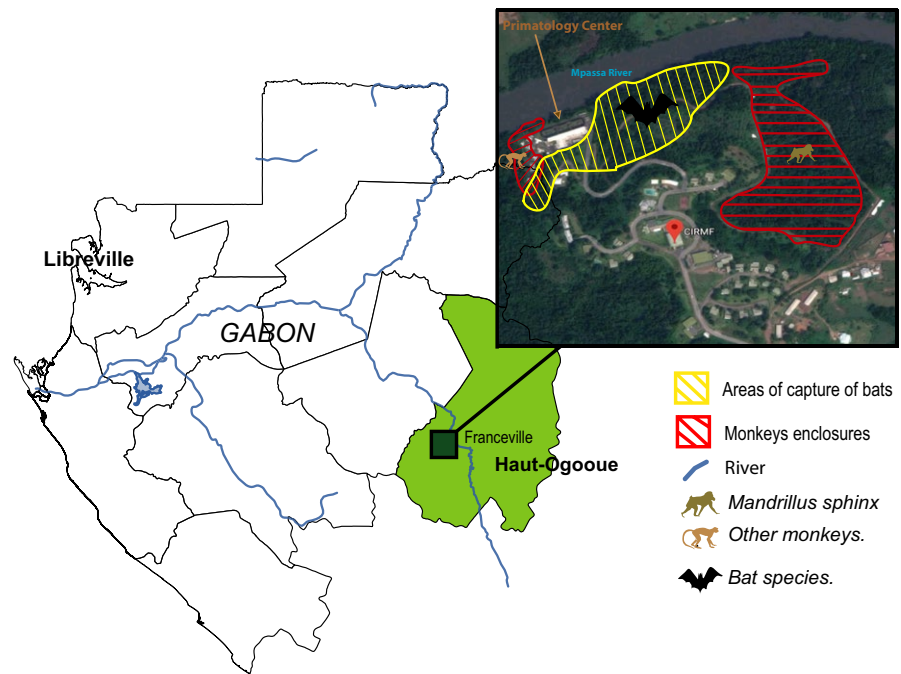 Primatology Center
Mpassa River
CIRMF
Libreville
GABON
Franceville
Haut-Ogooue
Areas of capture of bats
Monkeys enclosures
River
Mandrillus sphinx
Other monkeys.
Bat species.